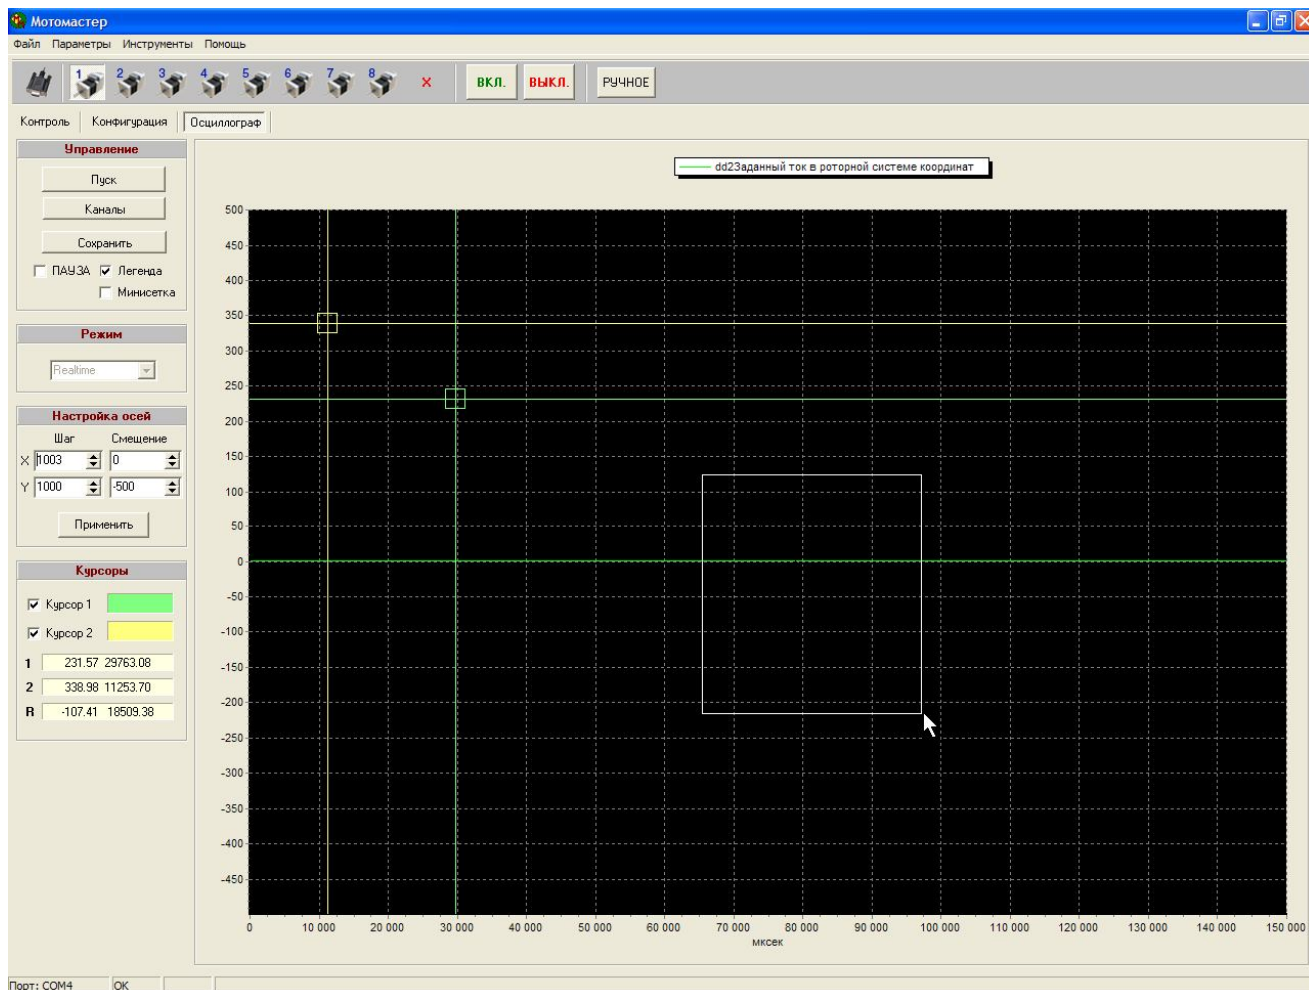 Мотомастер
Файл Параметры Инструменты Помощь
1 2 3 4 5 6 7 8 X ВКЛ. ВЫКЛ. РУЧНОЕ
Контроль Конфигурация Осциллограф
Управление
Пуск
Каналы
Сохранить
ПАУЗА Легенда
Минисетка
Режим
Realtime
Настройка осей
Шаг Смещение
X 1003 0
Y 1000 -500
Применить
Курсоры
Курсор 1
Курсор 2
1 231.57 29763.08
2 338.98 11253.70
R -107.41 18509.38
dd2Заданный ток в роторной системе координат
500
450
400
350
300
250
200
150
100
50
0
-50
-100
-150
-200
-250
-300
-350
-400
-450
0 10 000 20 000 30 000 40 000 50 000 60 000 70 000 80 000 90 000 100 000 110 000 120 000 130 000 140 000 150 000
мксек
Порт: COM4 OK